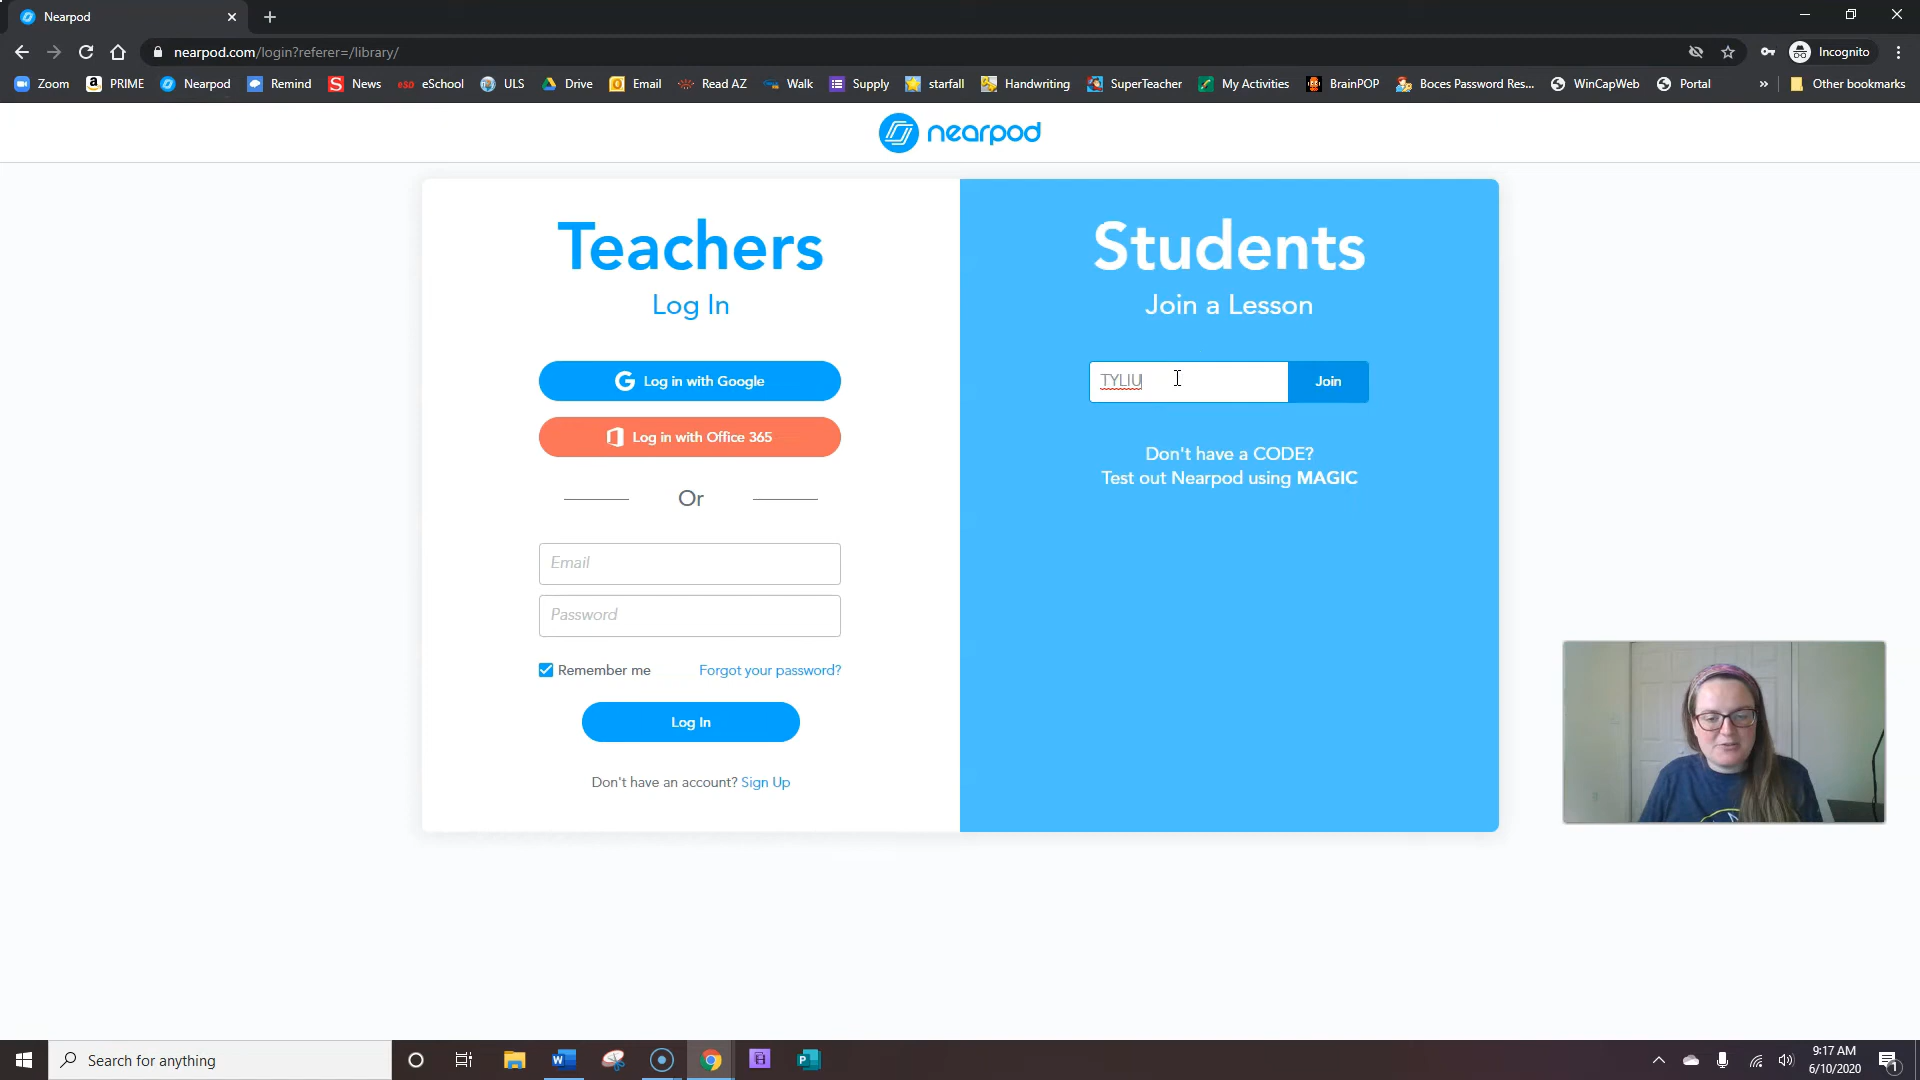 Nearpod
nearpod.com/login?referer=/library/
Incognito
Zoom
PRIME
Nearpod
Remind
News
eSchool
ULS
Drive
Email
Read AZ
Walk
Supply
starfall
Handwriting
SuperTeacher
My Activities
BrainPOP
Boces Password Res...
WinCapWeb
Portal
»
Other bookmarks
nearpod
Teachers
Log In
Log in with Google
Log in with Office 365
Or
Email
Password
Remember me
Forgot your password?
Log In
Don't have an account? Sign Up
Students
Join a Lesson
TYLIU
Join
Don't have a CODE?
Test out Nearpod using MAGIC
Search for anything
9:17 AM
6/10/2020
1